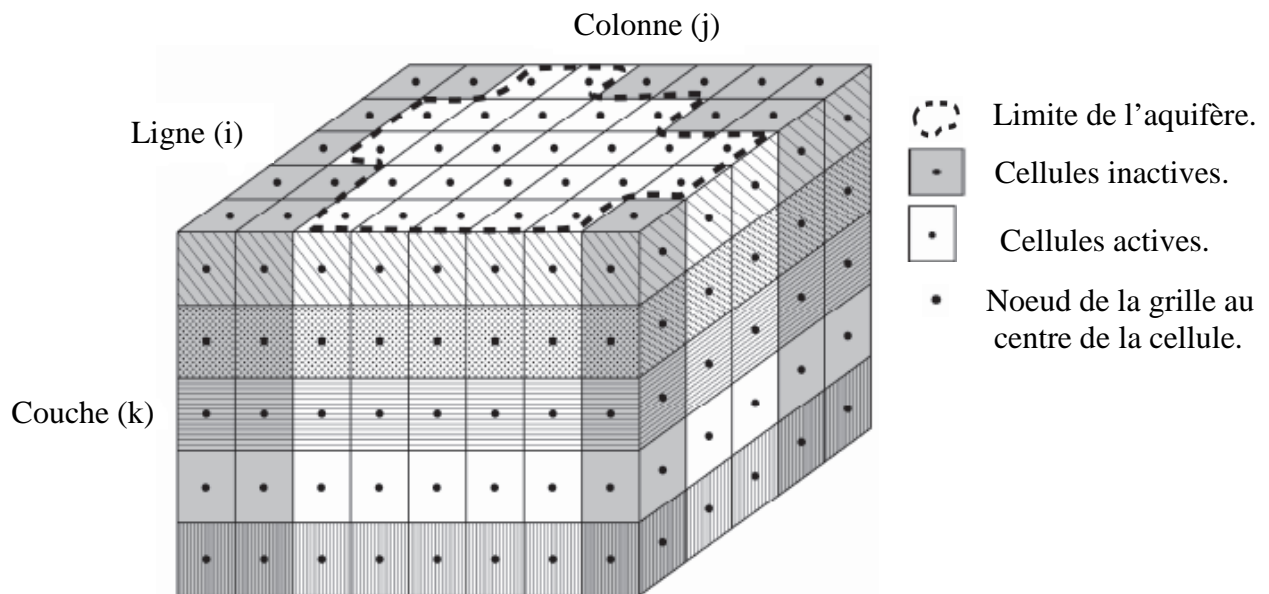 Colonne (j)
Ligne (i)
Couche (k)
Limite de l’aquifère.
Cellules inactives.
Cellules actives.
Noeud de la grille au
centre de la cellule.